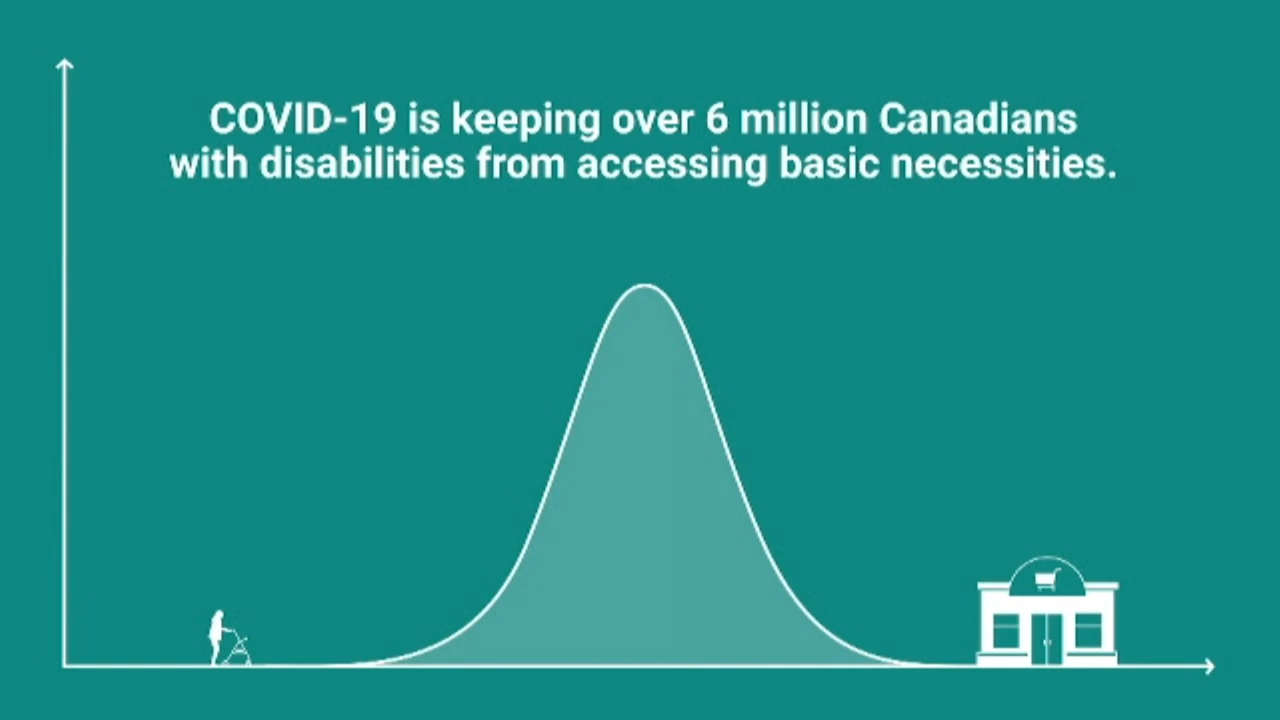 COVID-19 is keeping over 6 million Canadians
with disabilities from accessing basic necessities.